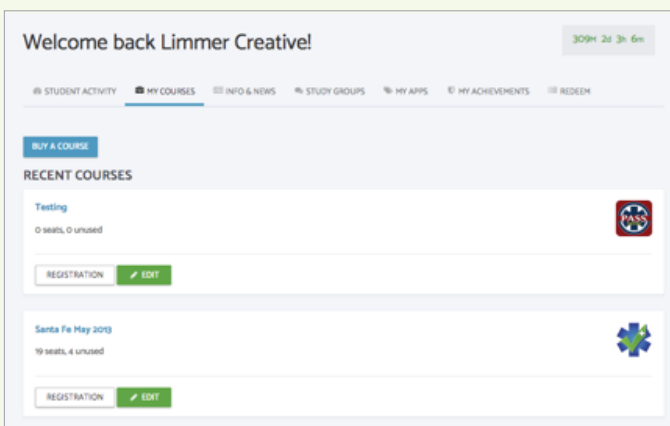 Welcome back Limmer Creative!
309M 2d 3h 6m
STUDENT ACTIVITY MY COURSES INFO & NEWS STUDY GROUPS MY APPS MY ACHIEVEMENTS REDEEM
BUY A COURSE
RECENT COURSES
Testing
0 seats, 0 unused
PASS
REGISTRATION EDIT
Santa Fe May 2013
19 seats, 4 unused
REGISTRATION EDIT